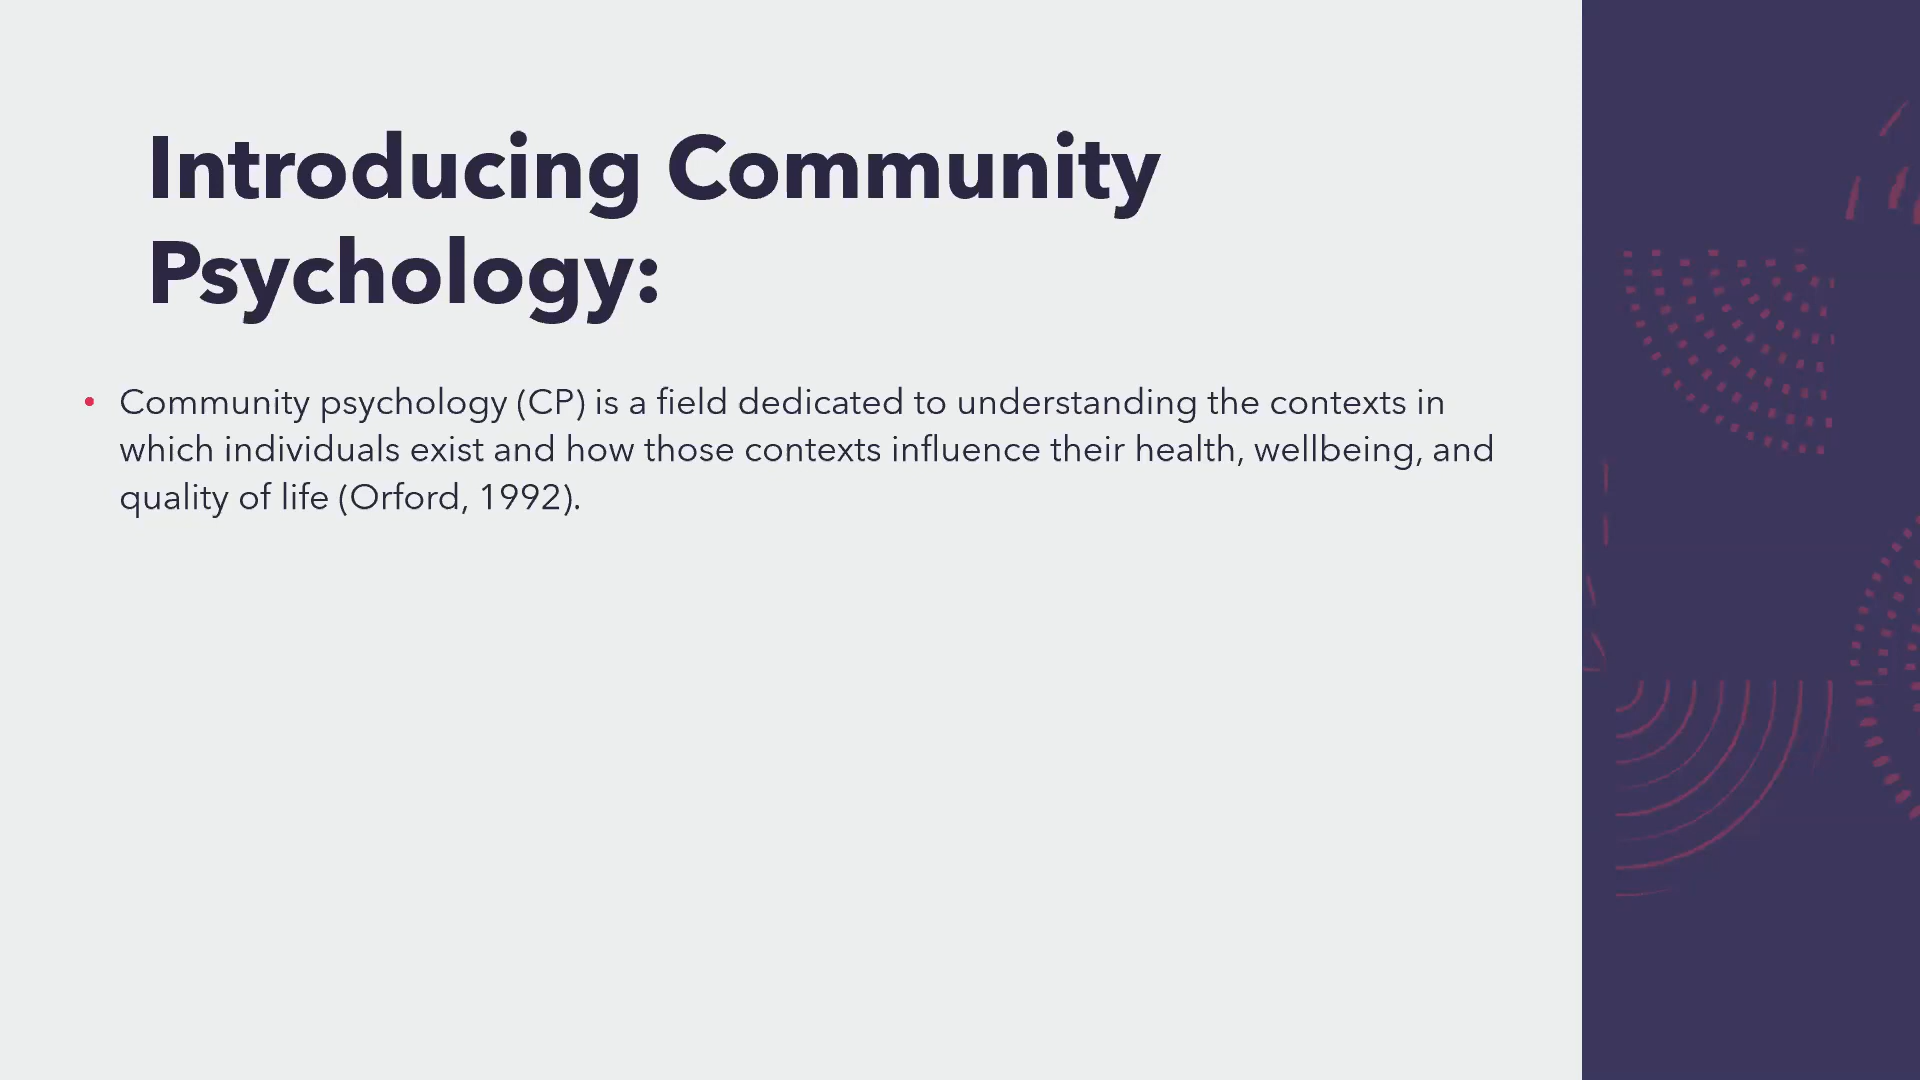 Introducing Community
Psychology:
• Community psychology (CP) is a field dedicated to understanding the contexts in
which individuals exist and how those contexts influence their health, wellbeing, and
quality of life (Orford, 1992).